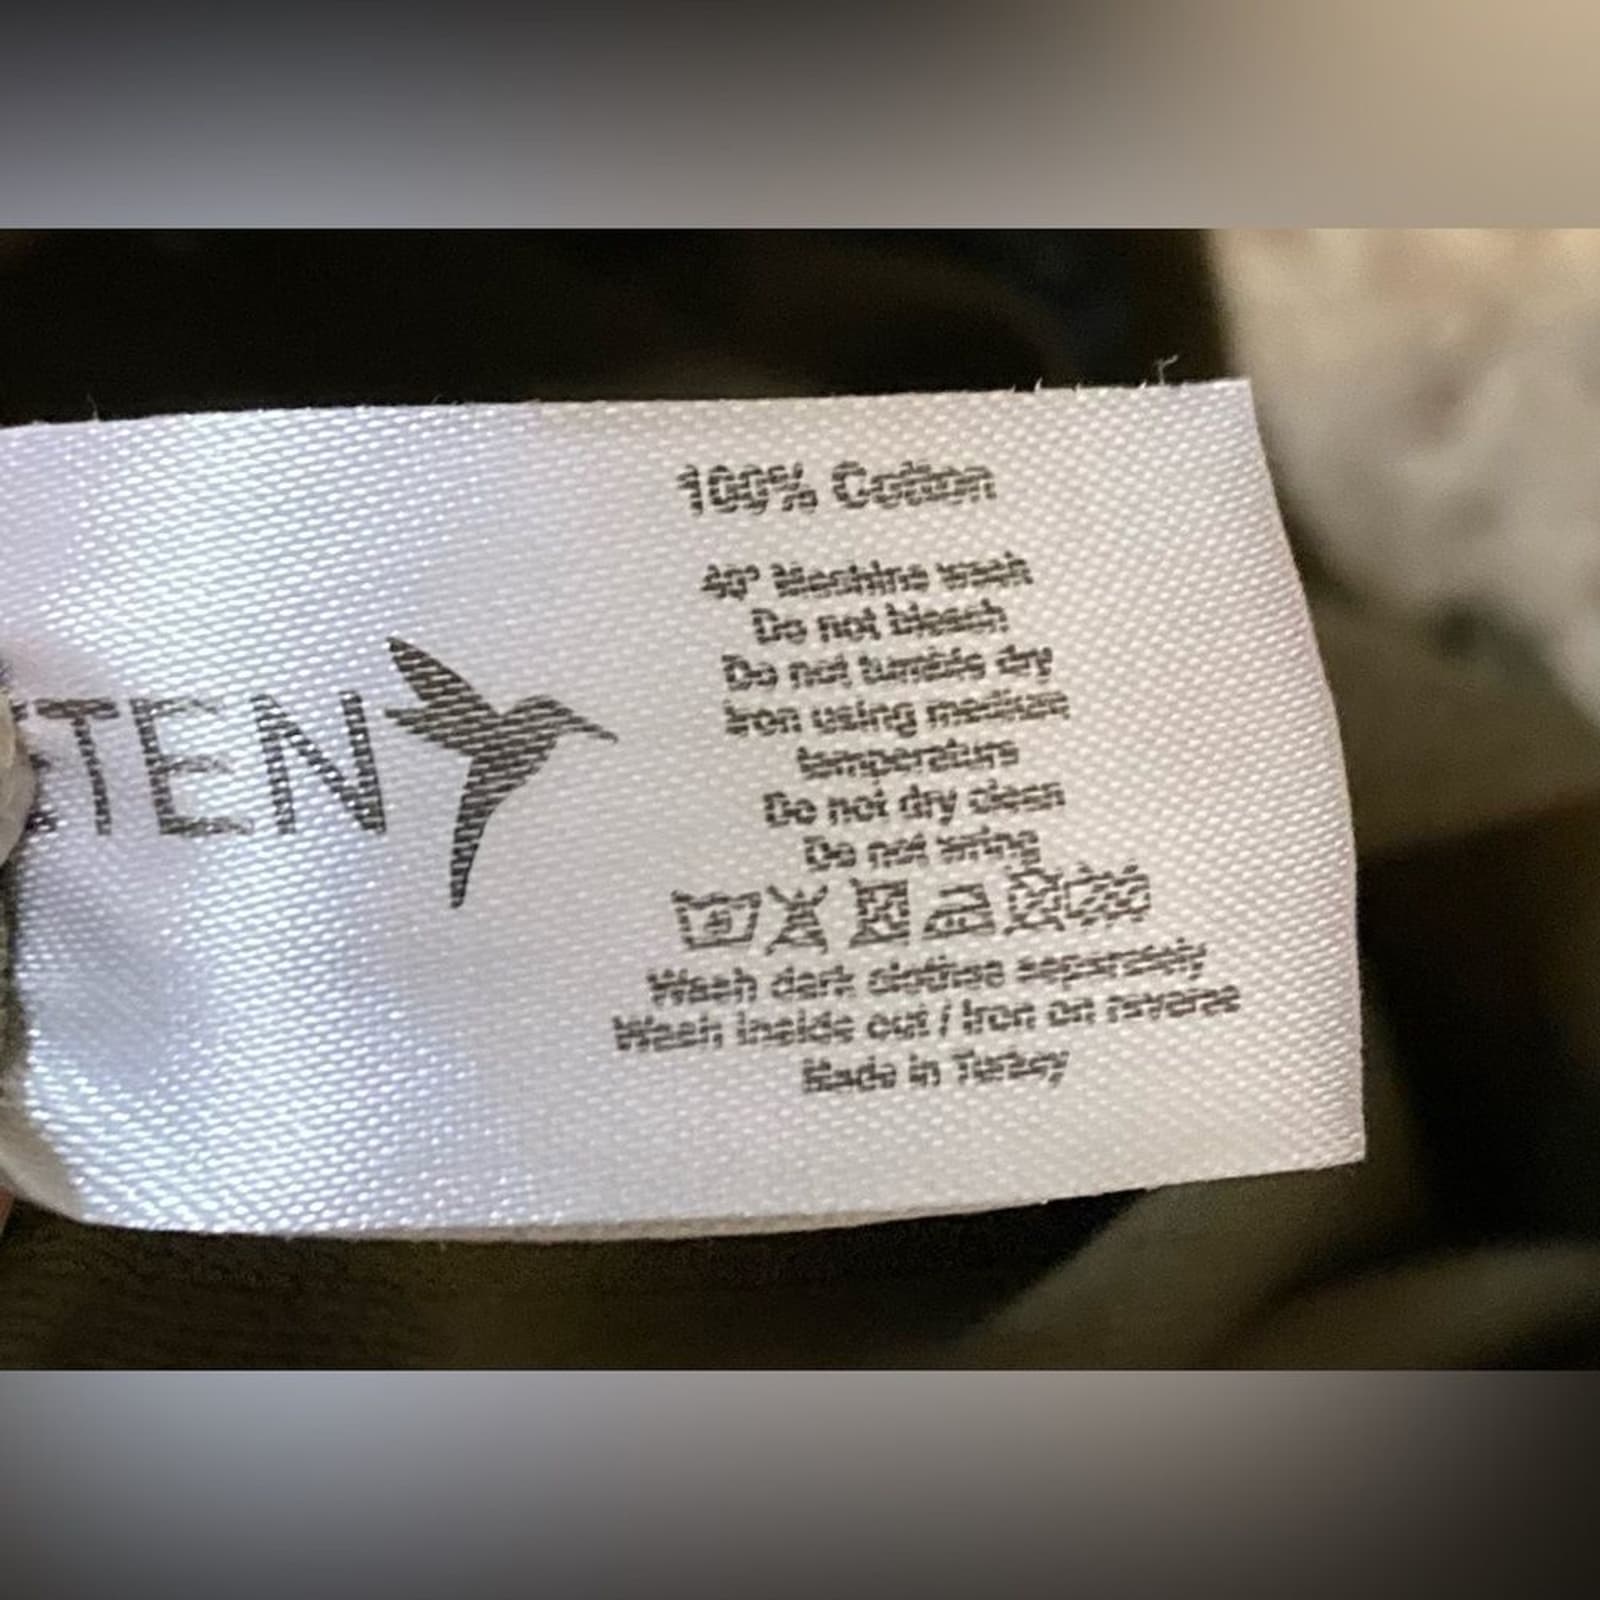 TEN
100% Cotton
40° Machine wash
Do not bleach
Do not tumble dry
Iron using medium
temperature
Do not dry clean
Do not wring
Wash dark clothes separately
Wash inside out / Iron on reverse
Made in Turkey